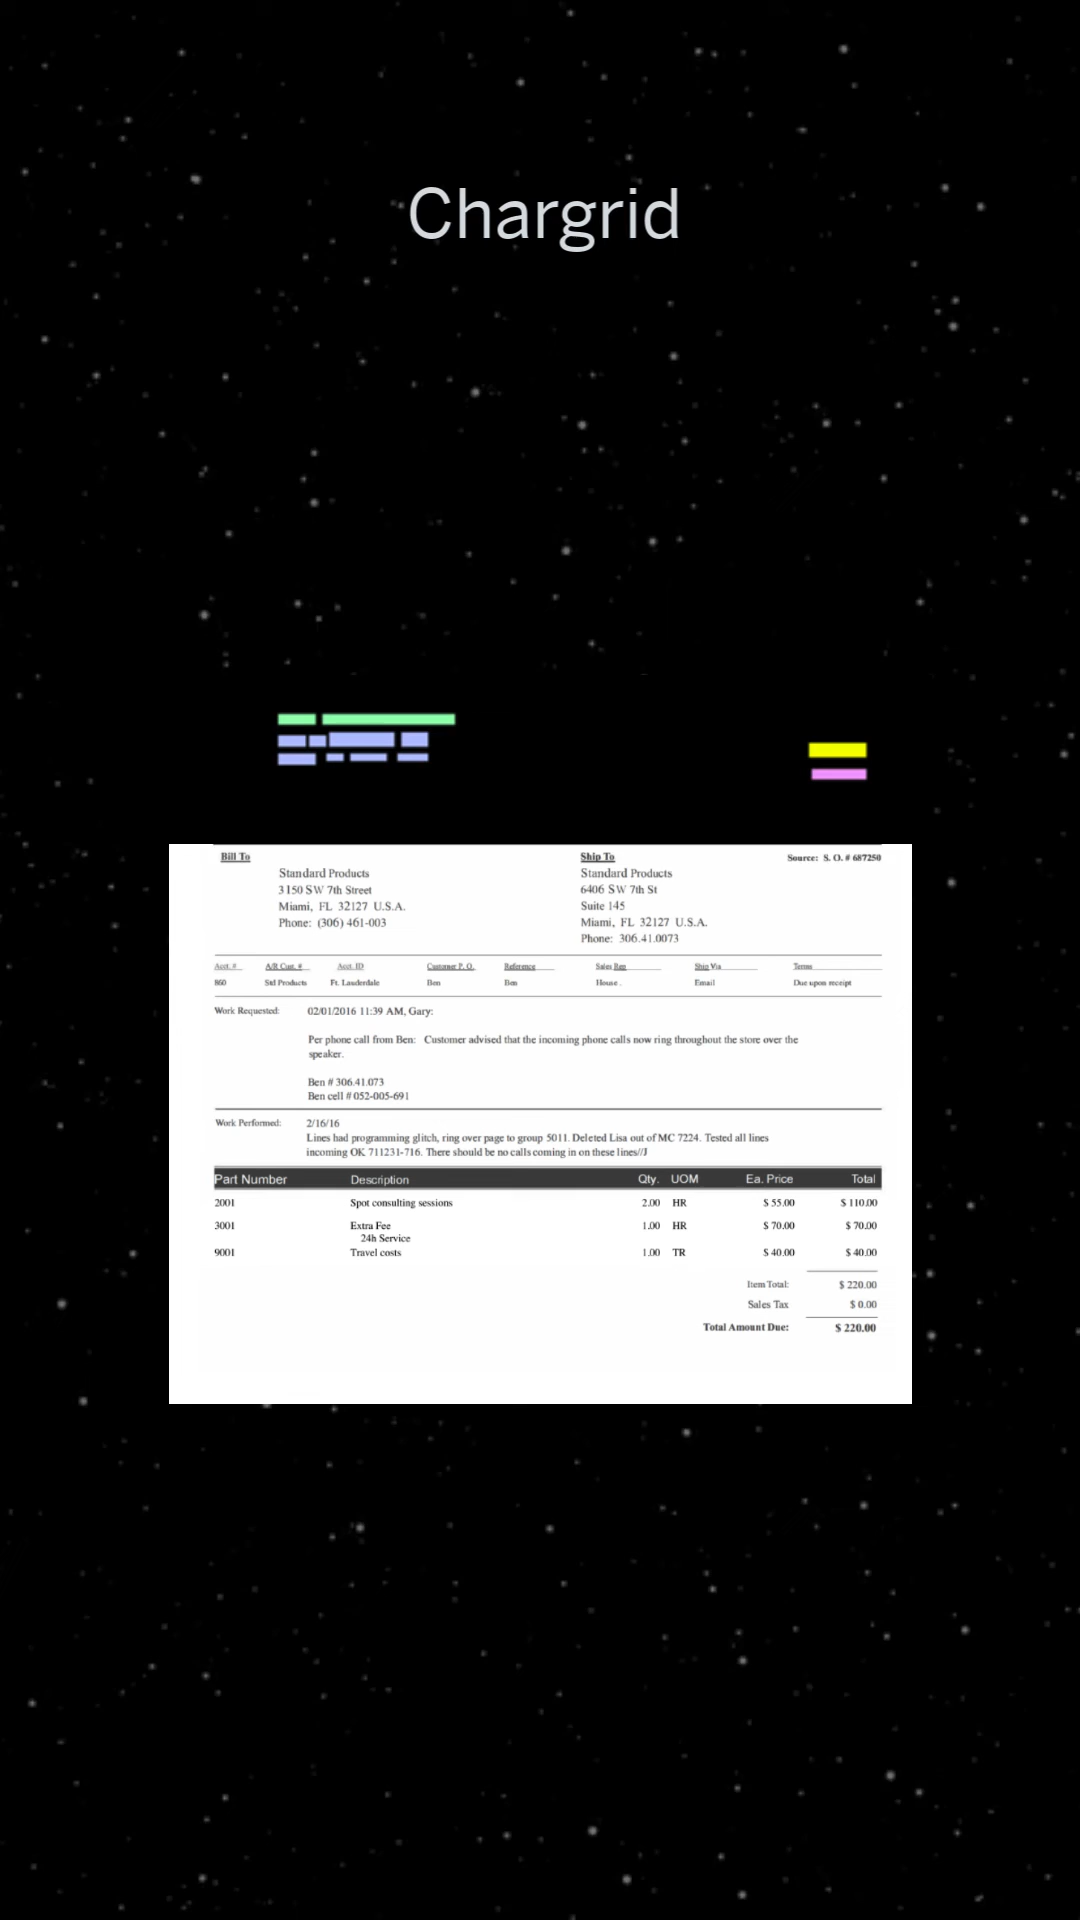 Chargrid
Bill To Ship To Source: S. O. # 687250
Standard Products Standard Products
3150 SW 7th Street 6406 SW 7th St
Miami, FL 32127 U.S.A. Suite 145
Phone: (306) 461-003 Miami, FL 32127 U.S.A.
Phone: 306.41.0073
Acct. # A/R Cust. # Acct. ID Customer P. O. Reference Sales Rep Ship Via Terms
860 Std Products Ft. Lauderdale Ben Ben House . Email Due upon receipt
Work Requested: 02/01/2016 11:39 AM, Gary:
Per phone call from Ben: Customer advised that the incoming phone calls now ring throughout the store over the
speaker.
Ben # 306.41.073
Ben cell # 052-005-691
Work Performed: 2/16/16
Lines had programming glitch, ring over page to group 5011. Deleted Lisa out of MC 7224. Tested all lines
incoming OK 711231-716. There should be no calls coming in on these lines//J
Part Number Description Qty. UOM Ea. Price Total
2001 Spot consulting sessions 2.00 HR $ 55.00 $ 110.00
3001 Extra Fee 1.00 HR $ 70.00 $ 70.00
24h Service
9001 Travel costs 1.00 TR $ 40.00 $ 40.00
Item Total: $ 220.00
Sales Tax $ 0.00
Total Amount Due: $ 220.00